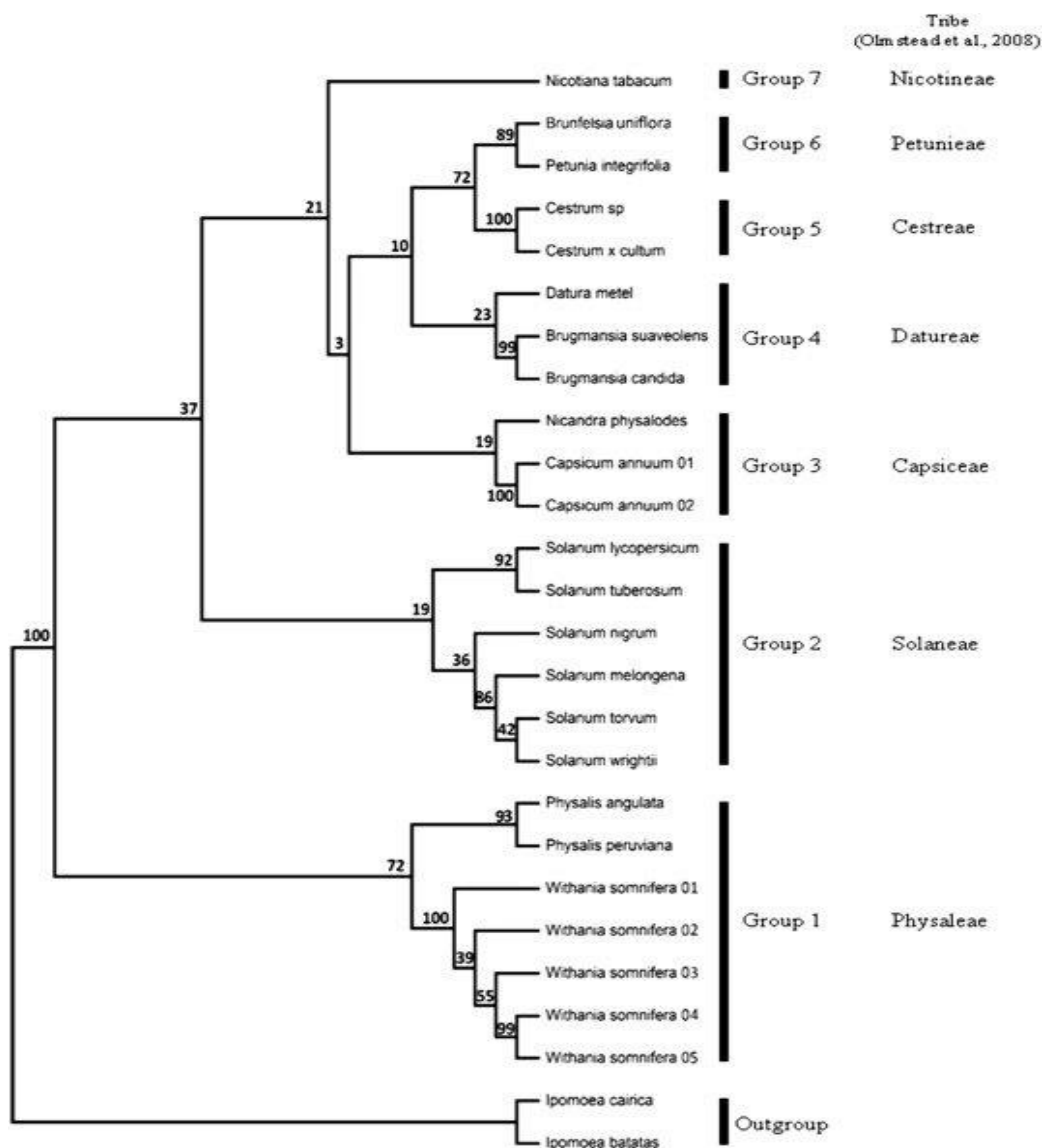 Tribe
(Olmstead et al., 2008)
Nicotiana tabacum Group 7 Nicotineae
Brunfelsia uniflora
89 Group 6 Petunieae
Petunia integrifolia
72
Cestrum sp
21 100 Group 5 Cestreae
10 Cestrum x cultum
Datura metel
23
3 Brugmansia suaveolens Group 4 Datureae
99
Brugmansia candida
37
Nicandra physalodes
19
Capsicum annuum 01 Group 3 Capsiceae
100
Capsicum annuum 02
Solanum lycopersicum
92
Solanum tuberosum
19
100 Solanum nigrum Group 2 Solaneae
36
Solanum melongena
86
Solanum torvum
42
Solanum wrightii
Physalis angulata
93
Physalis peruviana
72
Withania somnifera 01
100 Group 1 Physaleae
Withania somnifera 02
39
Withania somnifera 03
55
Withania somnifera 04
99
Withania somnifera 05
Ipomoea cairica
Outgroup
Ipomoea batatas